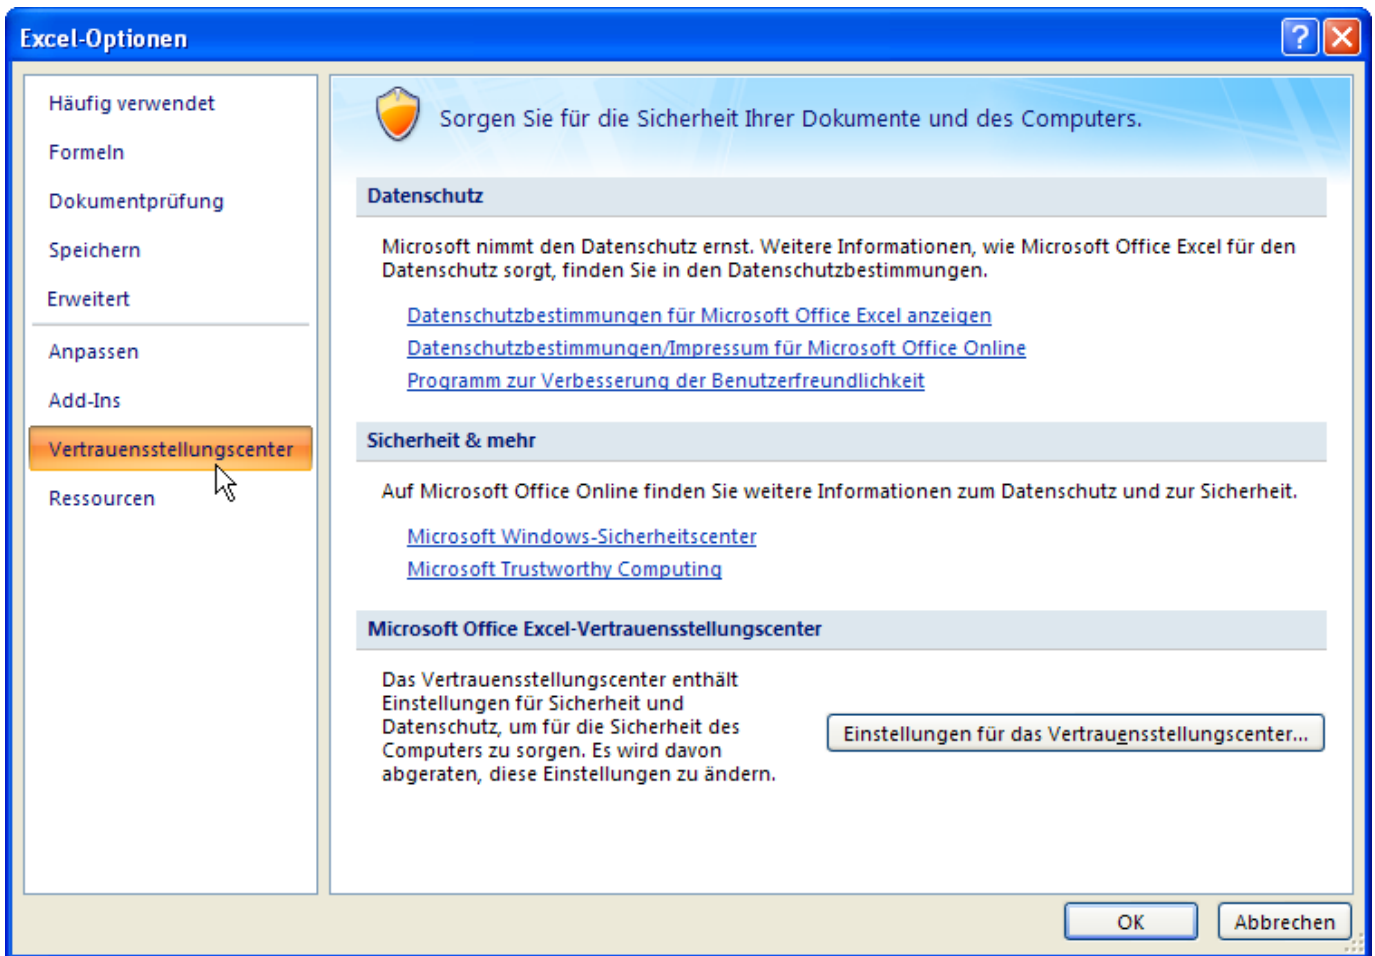 Excel-Optionen
Häufig verwendet
Formeln
Dokumentprüfung
Speichern
Erweitert
Anpassen
Add-Ins
Vertrauensstellungscenter
Ressourcen
Sorgen Sie für die Sicherheit Ihrer Dokumente und des Computers.
Datenschutz
Microsoft nimmt den Datenschutz ernst. Weitere Informationen, wie Microsoft Office Excel für den
Datenschutz sorgt, finden Sie in den Datenschutzbestimmungen.
Datenschutzbestimmungen für Microsoft Office Excel anzeigen
Datenschutzbestimmungen/Impressum für Microsoft Office Online
Programm zur Verbesserung der Benutzerfreundlichkeit
Sicherheit & mehr
Auf Microsoft Office Online finden Sie weitere Informationen zum Datenschutz und zur Sicherheit.
Microsoft Windows-Sicherheitscenter
Microsoft Trustworthy Computing
Microsoft Office Excel-Vertrauensstellungscenter
Das Vertrauensstellungscenter enthält
Einstellungen für Sicherheit und
Datenschutz, um für die Sicherheit des
Computers zu sorgen. Es wird davon
abgeraten, diese Einstellungen zu ändern.
Einstellungen für das Vertrauensstellungscenter...
OK
Abbrechen